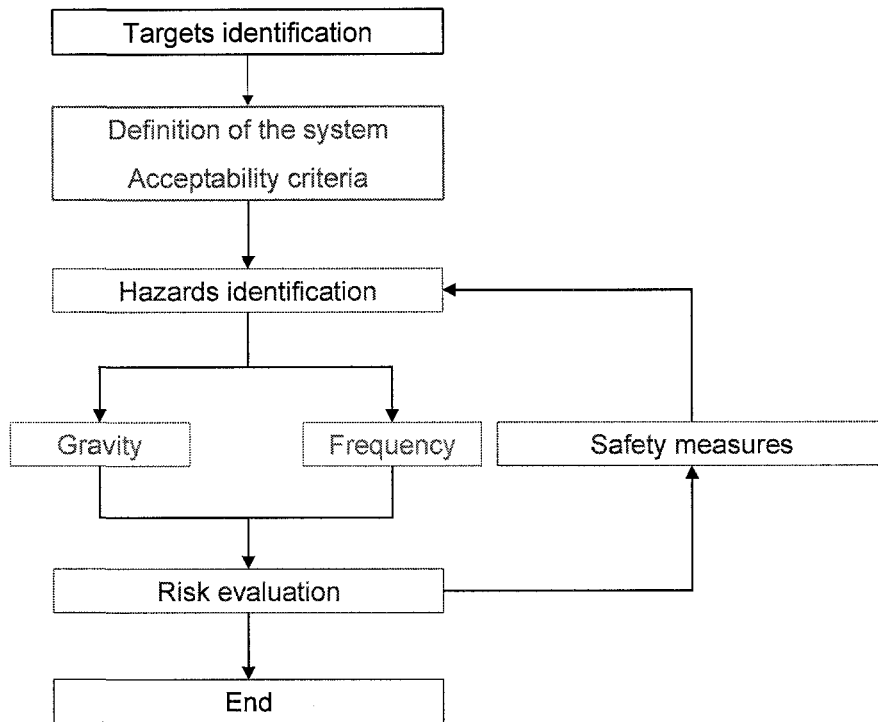 Targets identification
Definition of the system
Acceptability criteria
Hazards identification
Gravity
Frequency
Safety measures
Risk evaluation
End